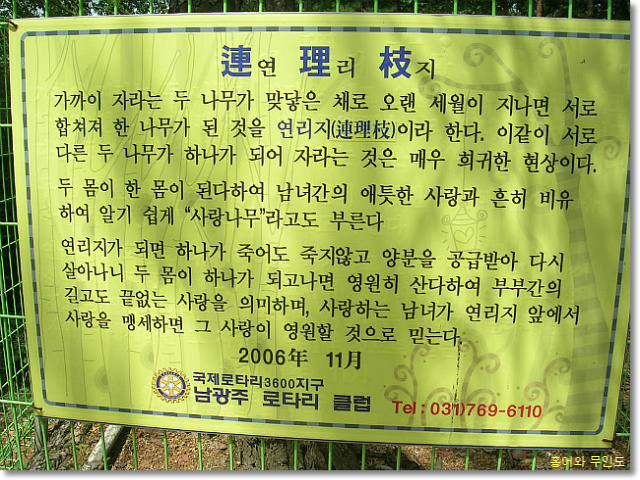 連연 理리 枝지
가까이 자라는 두 나무가 맞닿은 채로 오랜 세월이 지나면 서로
합쳐져 한 나무가 된 것을 연리지(連理枝)이라 한다. 이같이 서로
다른 두 나무가 하나가 되어 자라는 것은 매우 희귀한 현상이다.
두 몸이 한 몸이 된다하여 남녀간의 애틋한 사랑과 흔히 비유
하여 알기 쉽게 "사랑나무"라고도 부른다
연리지가 되면 하나가 죽어도 죽지않고 양분을 공급받아 다시
살아나니 두 몸이 하나가 되고나면 영원히 산다하여 부부간의
길고도 끝없는 사랑을 의미하며, 사랑하는 남녀가 연리지 앞에서
사랑을 맹세하면 그 사랑이 영원할 것으로 믿는다.
2006年 11月
국제로타리3600지구
남광주 로타리 클럽
Tel : 031)769-6110
홀어와 무인도